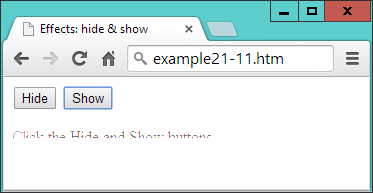 Effects: hide & show
example21-11.htm
Hide Show
Click the Hide and Show buttons